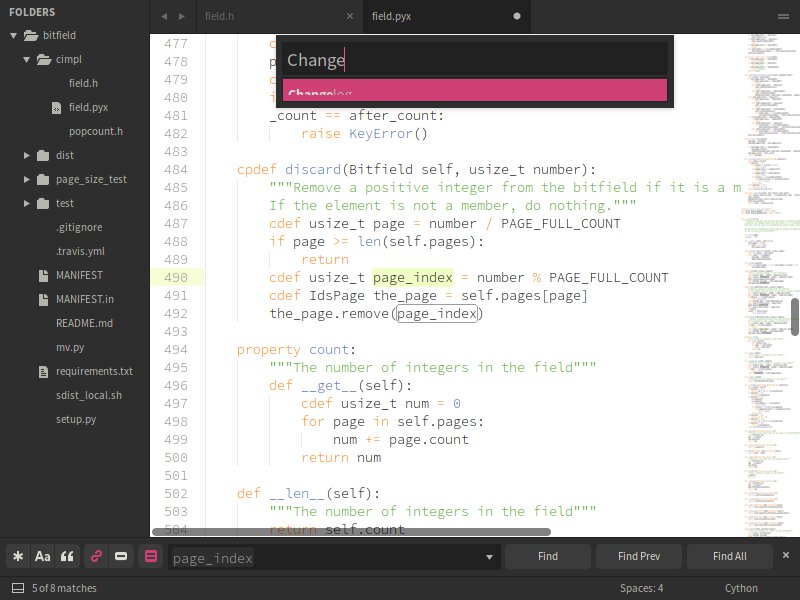 FOLDERS
bitfield
cimpl
field.h
field.pyx
popcount.h
dist
page_size_test
test
.gitignore
.travis.yml
MANIFEST
MANIFEST.in
README.md
mv.py
requirements.txt
sdist_local.sh
setup.py
field.h
field.pyx
Change
Changelog
477 c
478 p
479 c
480 i
481 _count == after_count:
482 raise KeyError()
483
484 cpdef discard(Bitfield self, usize_t number):
485 """Remove a positive integer from the bitfield if it is a m
486 If the element is not a member, do nothing."""
487 cdef usize_t page = number / PAGE_FULL_COUNT
488 if page >= len(self.pages):
489 return
490 cdef usize_t page_index = number % PAGE_FULL_COUNT
491 cdef IdsPage the_page = self.pages[page]
492 the_page.remove(page_index)
493
494 property count:
495 """The number of integers in the field"""
496 def __get__(self):
497 cdef usize_t num = 0
498 for page in self.pages:
499 num += page.count
500 return num
501
502 def __len__(self):
503 """The number of integers in the field"""
504 return self.count
Aa
page_index
Find
Find Prev
Find All
5 of 8 matches
Spaces: 4
Cython